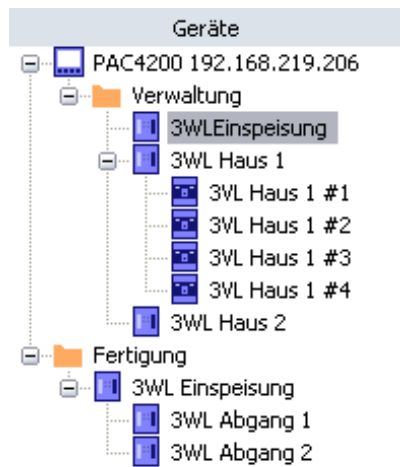 Geräte
PAC4200 192.168.219.206
Verwaltung
3WLEinspeisung
3WL Haus 1
3VL Haus 1 #1
3VL Haus 1 #2
3VL Haus 1 #3
3VL Haus 1 #4
3WL Haus 2
Fertigung
3WL Einspeisung
3WL Abgang 1
3WL Abgang 2